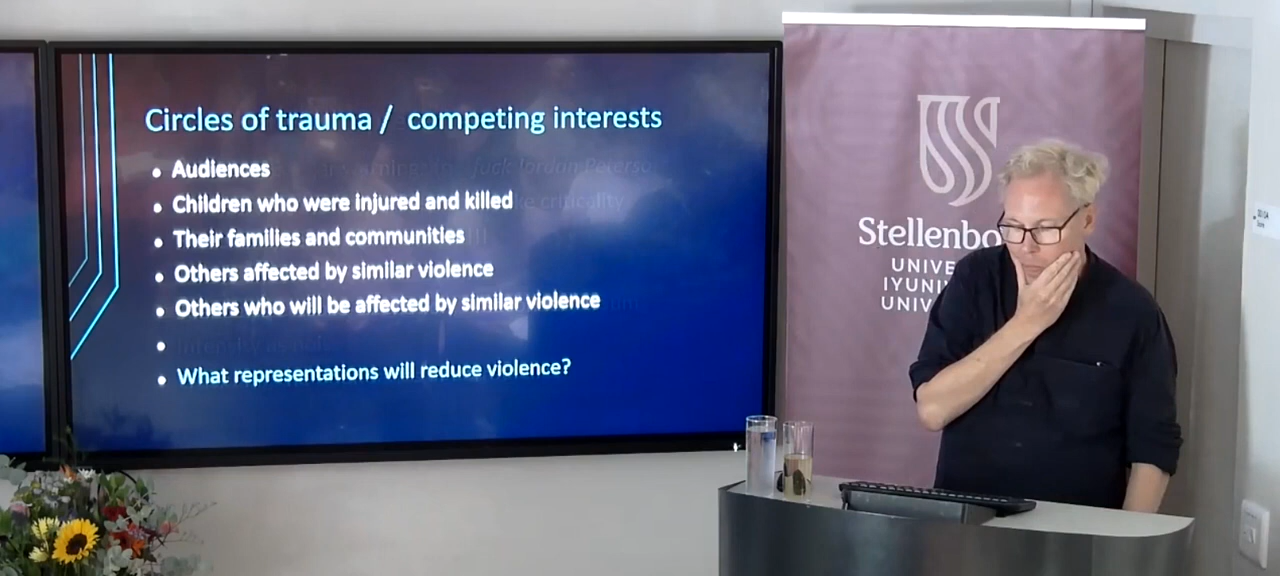 Circles of trauma / competing interests
• Audiences
• Children who were injured and killed
• Their families and communities
• Others affected by similar violence
• Others who will be affected by similar violence
•
• What representations will reduce violence?
Stellenbo
UNIVE
IYUNIV
UNIV